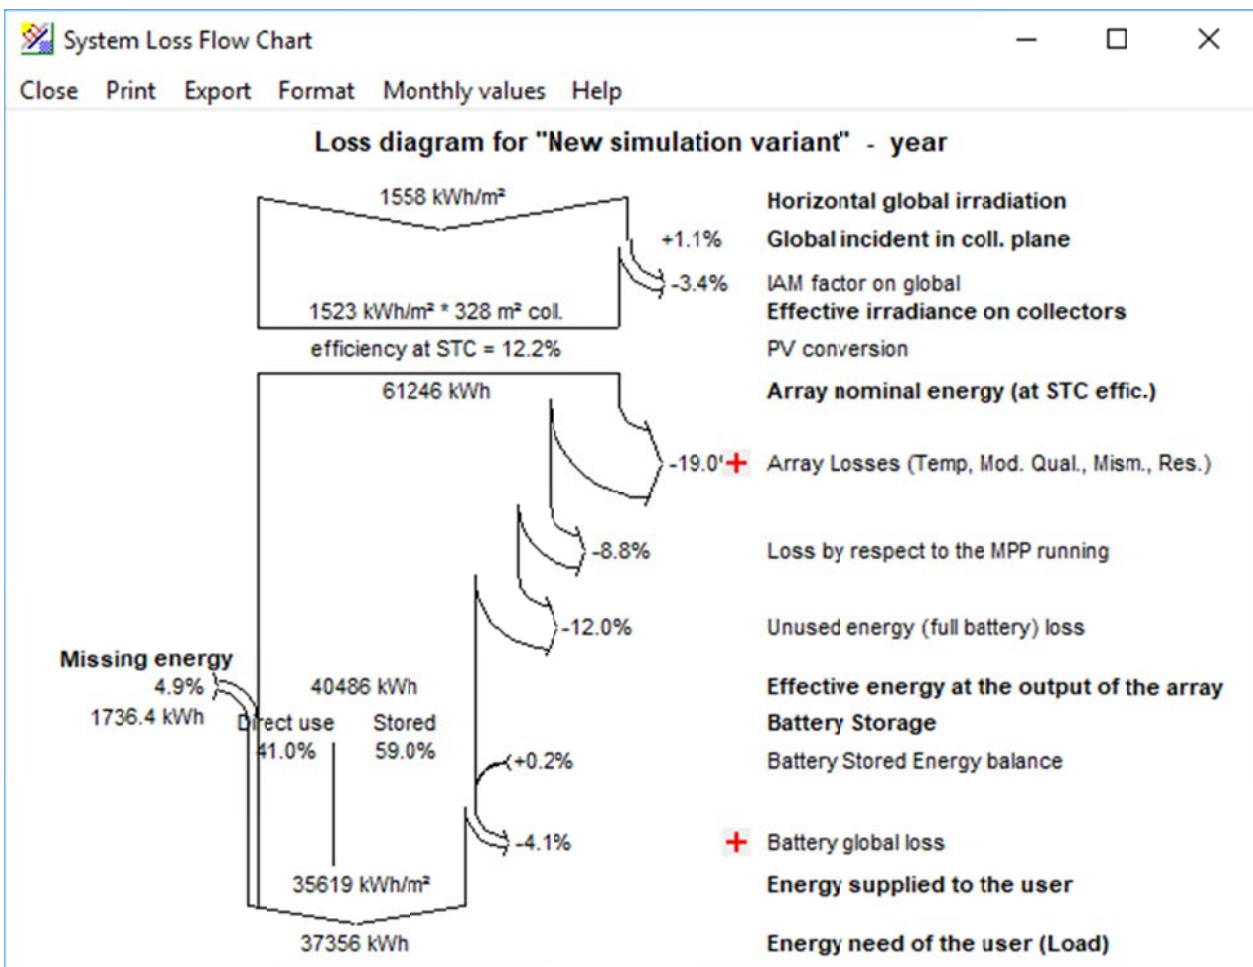 System Loss Flow Chart
Close Print Export Format Monthly values Help
Loss diagram for "New simulation variant" - year
1558 kWh/m² Horizontal global irradiation
+1.1% Global incident in coll. plane
-3.4% IAM factor on global
1523 kWh/m² * 328 m² col. Effective irradiance on collectors
efficiency at STC = 12.2% PV conversion
61246 kWh Array nominal energy (at STC effic.)
-19.0% Array Losses (Temp, Mod. Qual., Mism., Res.)
-8.8% Loss by respect to the MPP running
-12.0% Unused energy (full battery) loss
Missing energy
4.9% 40486 kWh Effective energy at the output of the array
1736.4 kWh Direct use Stored Battery Storage
41.0% 59.0%
+0.2% Battery Stored Energy balance
-4.1% Battery global loss
35619 kWh/m² Energy supplied to the user
37356 kWh Energy need of the user (Load)